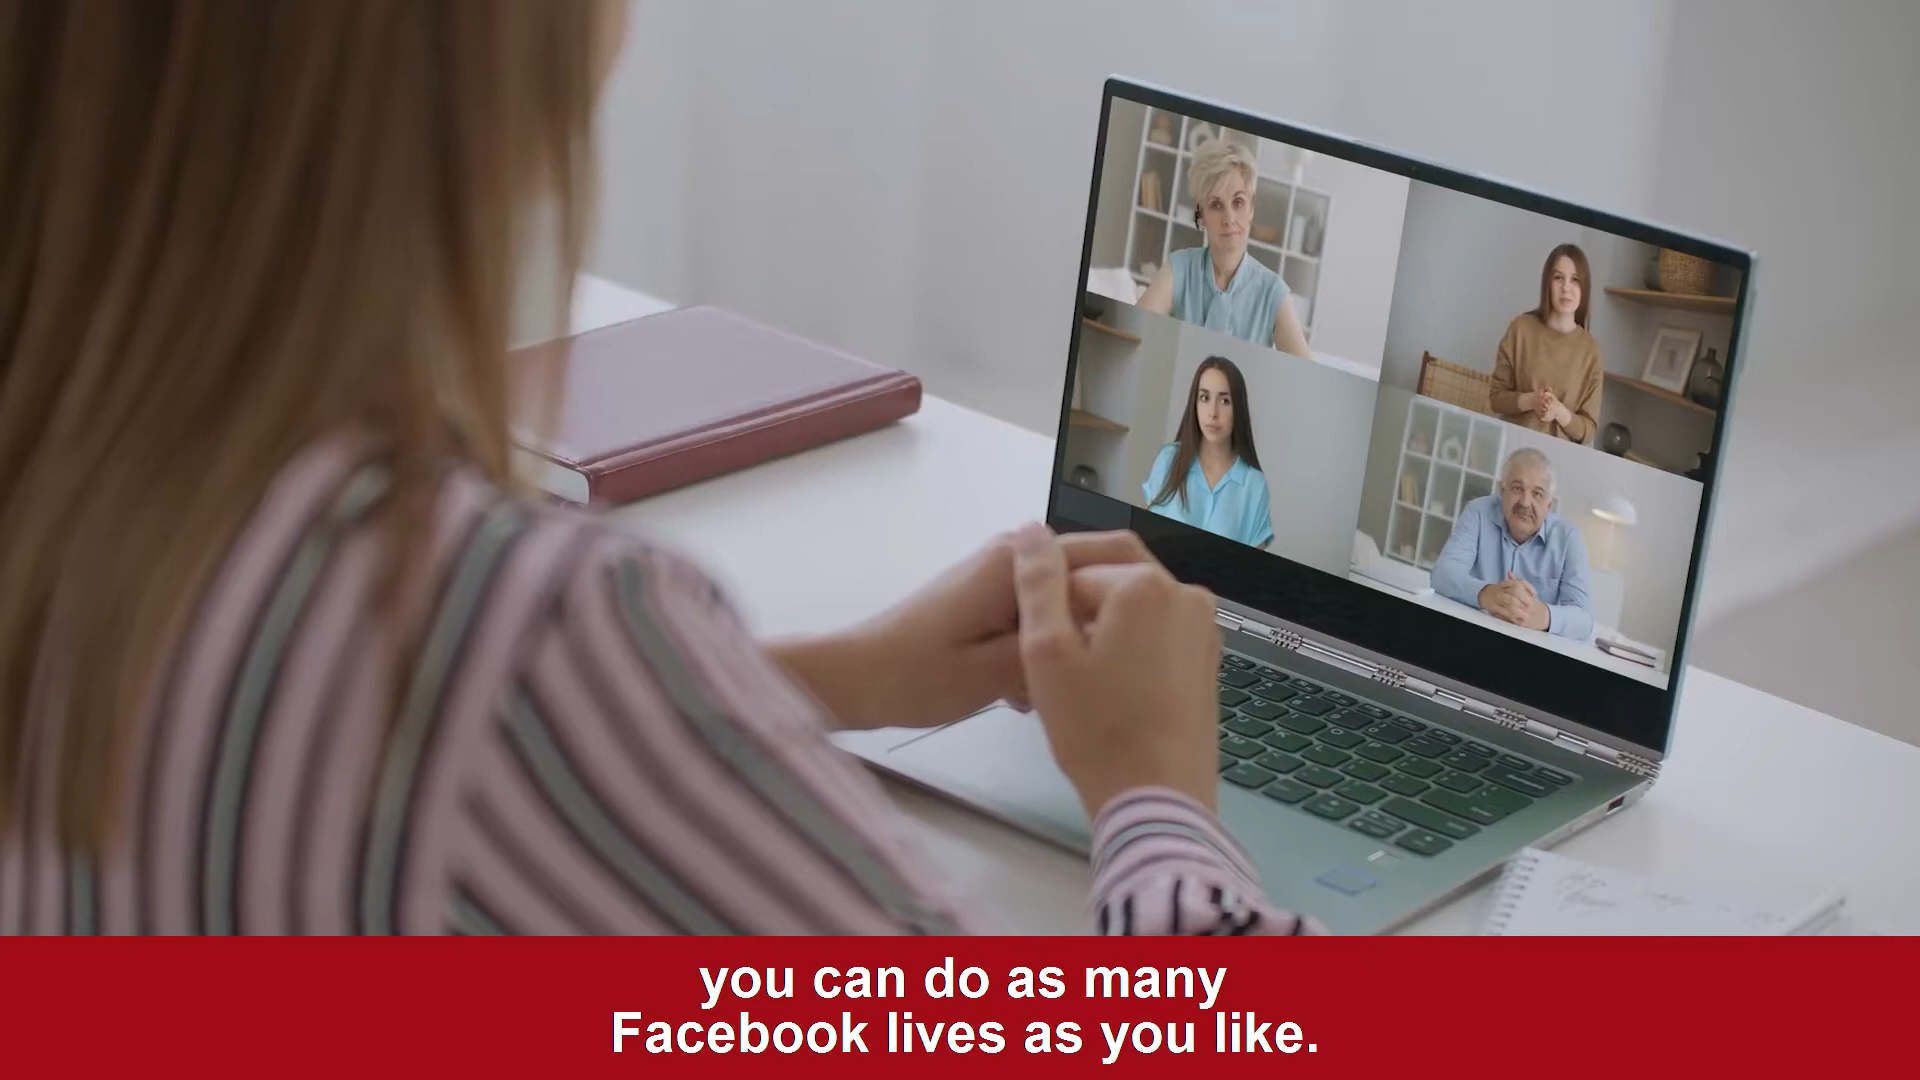 you can do as many
Facebook lives as you like.